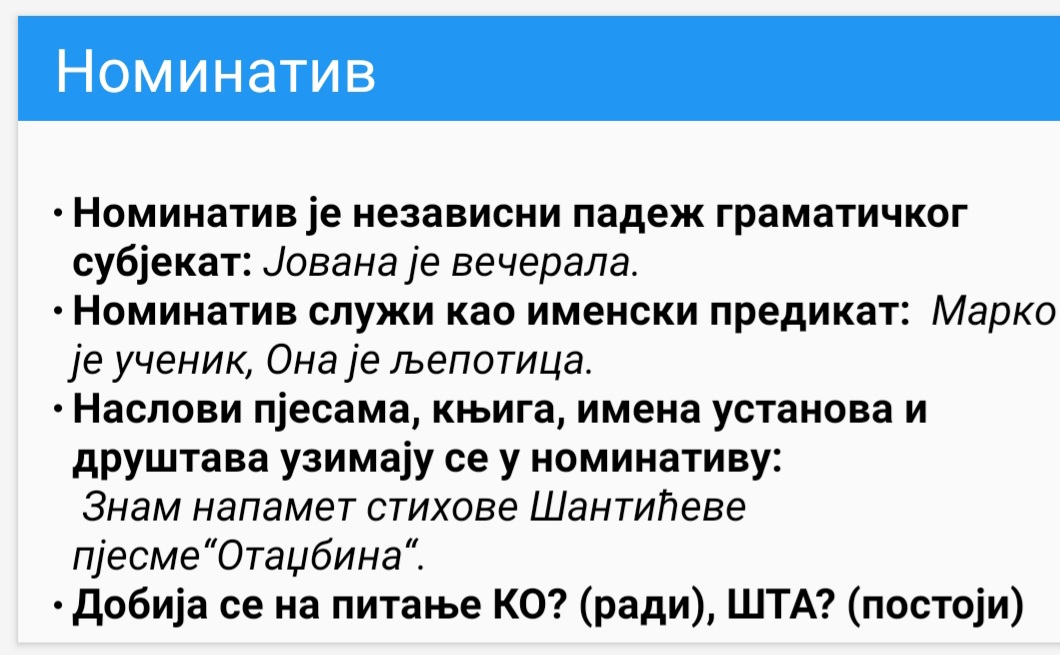 Номинатив
• Номинатив је независни падеж граматичког
субјекат: Јована је вечерала.
• Номинатив служи као именски предикат: Марко
је ученик, Она је љепотица.
• Наслови пјесама, књига, имена установа и
друштава узимају се у номинативу:
Знам напамет стихове Шантићеве
пјесме“Отаџбина“.
• Добија се на питање КО? (ради), ШТА? (постоји)